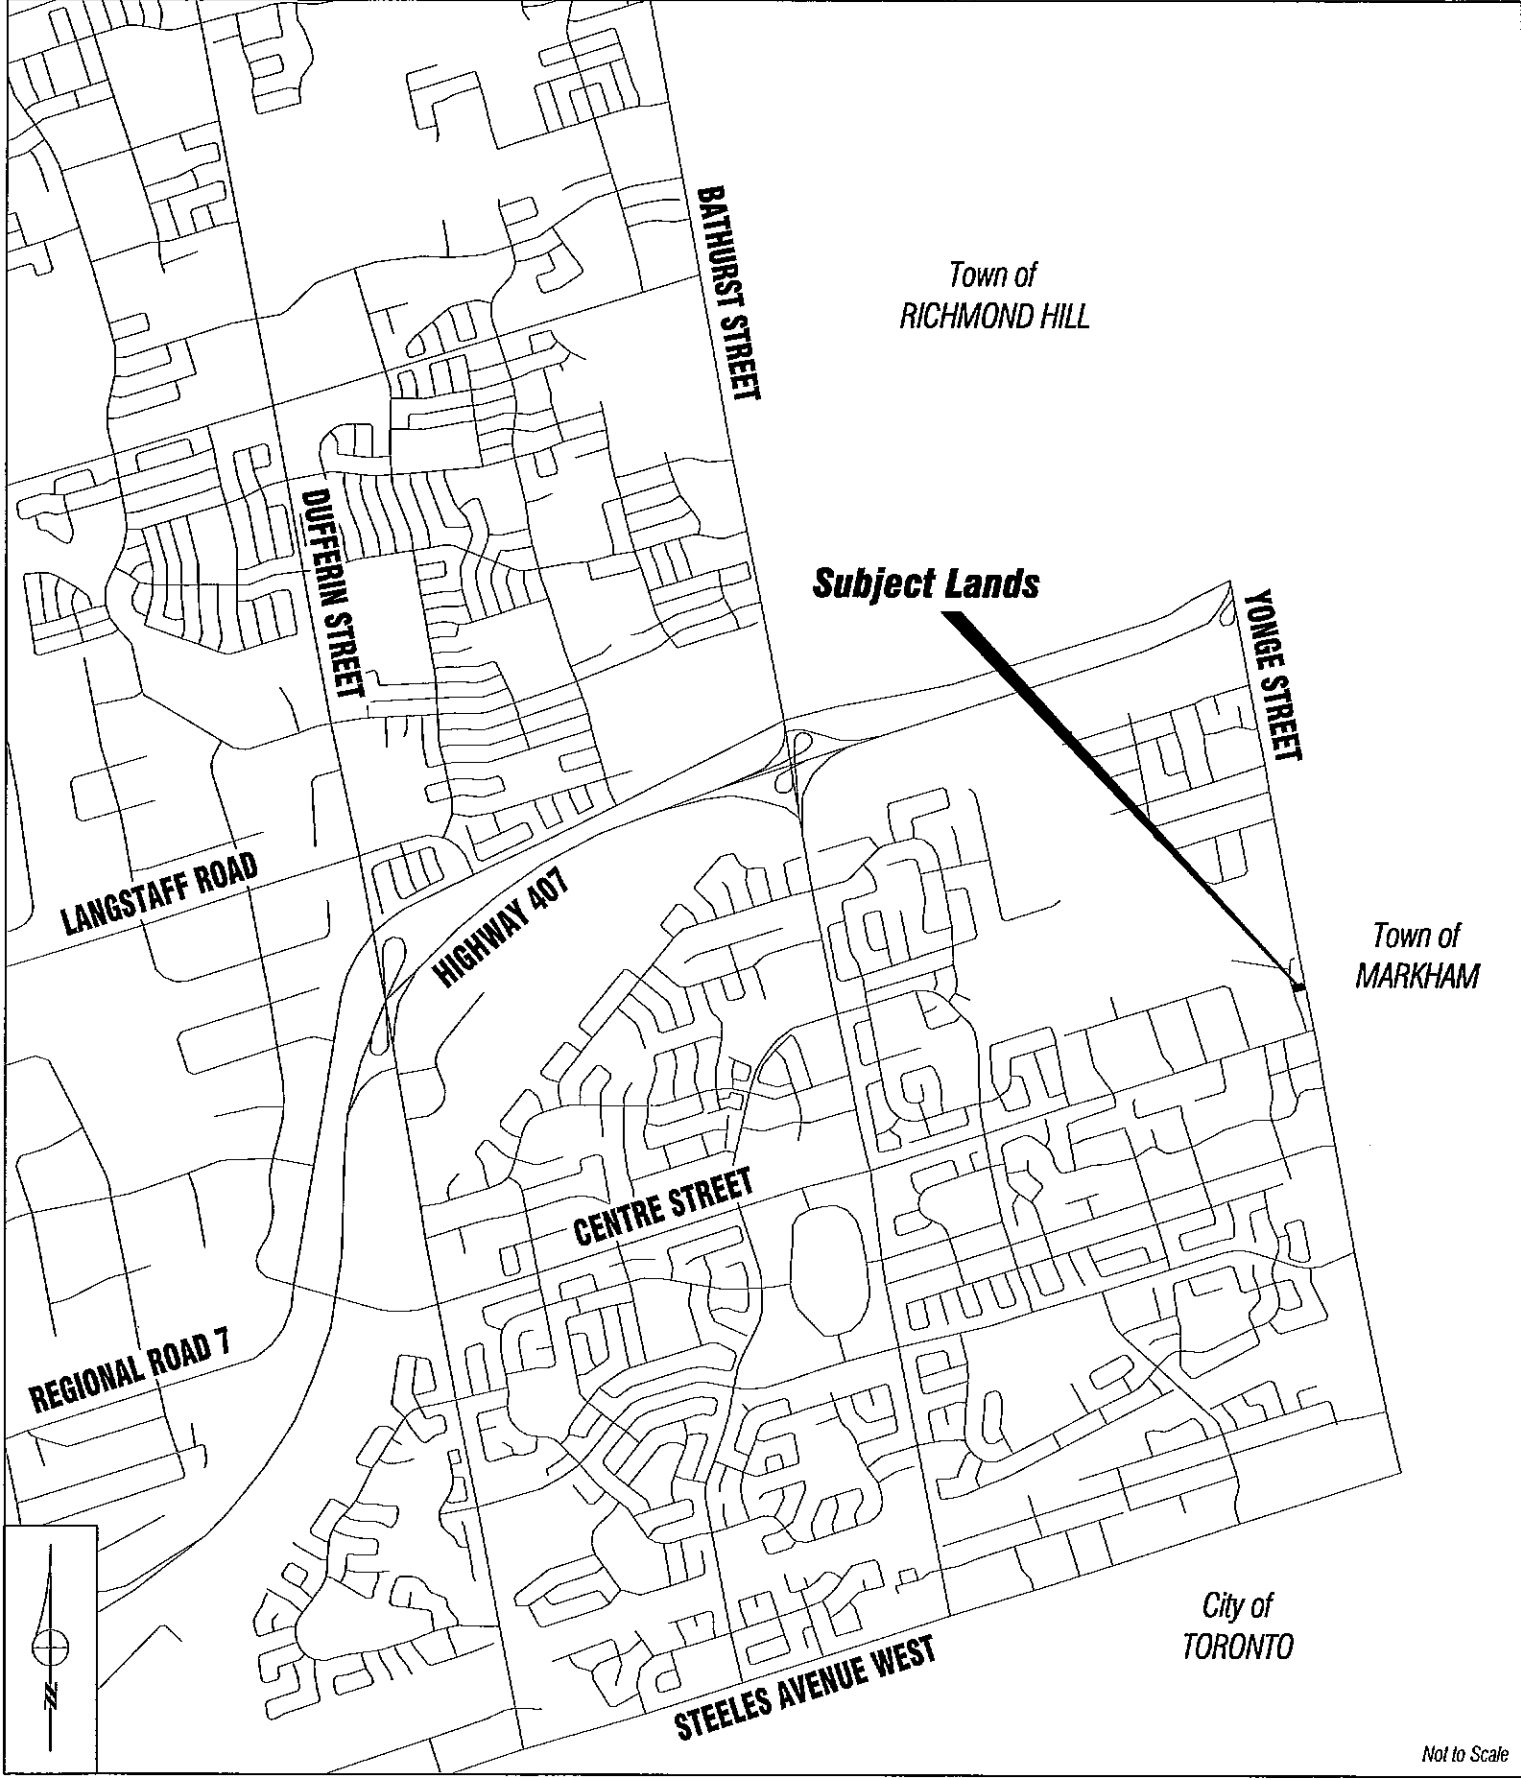 BATHURST STREET
Town of
RICHMOND HILL
DUFFERIN STREET
Subject Lands
YONGE STREET
LANGSTAFF ROAD
HIGHWAY 407
Town of
MARKHAM
CENTRE STREET
REGIONAL ROAD 7
City of
TORONTO
STEELES AVENUE WEST
N
Not to Scale